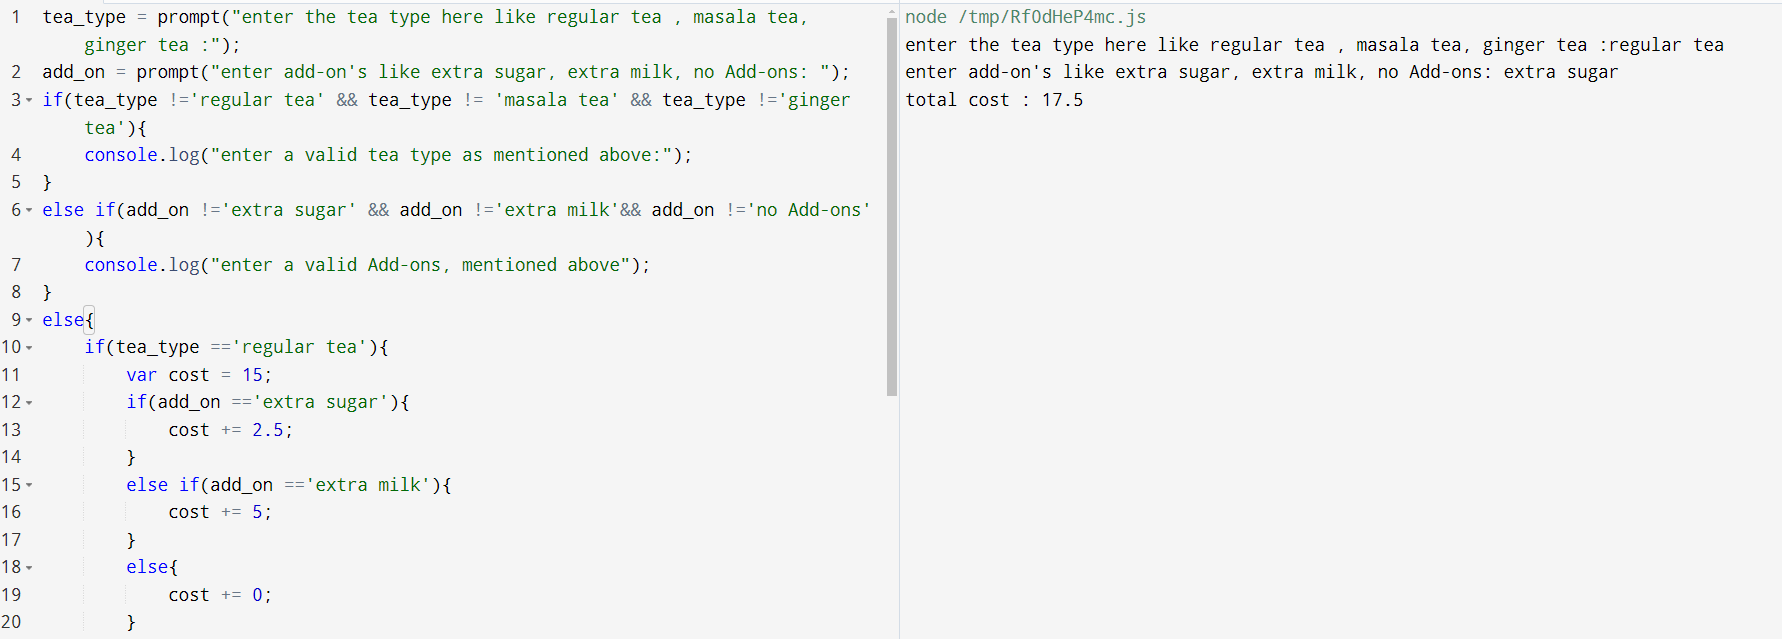 1 tea_type = prompt("enter the tea type here like regular tea , masala tea,
ginger tea :");
2 add_on = prompt("enter add-on's like extra sugar, extra milk, no Add-ons: ");
3 if(tea_type !='regular tea' && tea_type != 'masala tea' && tea_type !='ginger
tea'){
4 console.log("enter a valid tea type as mentioned above:");
5 }
6 else if(add_on !='extra sugar' && add_on !='extra milk'&& add_on !='no Add-ons'
){
7 console.log("enter a valid Add-ons, mentioned above");
8 }
9 else{
10 if(tea_type =='regular tea'){
11 var cost = 15;
12 if(add_on =='extra sugar'){
13 cost += 2.5;
14 }
15 else if(add_on =='extra milk'){
16 cost += 5;
17 }
18 else{
19 cost += 0;
20 }
node /tmp/RfOdHeP4mc.js
enter the tea type here like regular tea , masala tea, ginger tea :regular tea
enter add-on's like extra sugar, extra milk, no Add-ons: extra sugar
total cost : 17.5